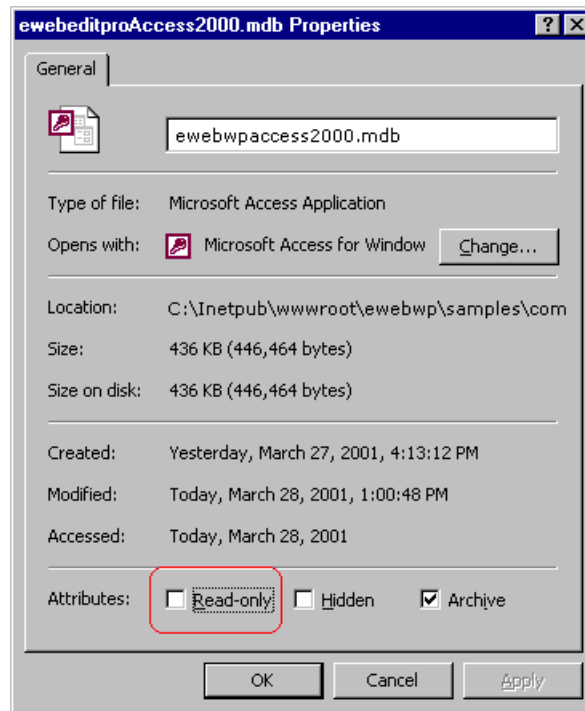 ewebeditproAccess2000.mdb Properties
General
ewebwpaccess2000.mdb
Type of file: Microsoft Access Application
Opens with: Microsoft Access for Window Change...
Location: C:\Inetpub\wwwroot\ewebwp\samples\com
Size: 436 KB (446,464 bytes)
Size on disk: 436 KB (446,464 bytes)
Created: Yesterday, March 27, 2001, 4:13:12 PM
Modified: Today, March 28, 2001, 1:00:48 PM
Accessed: Today, March 28, 2001
Attributes: Read-only Hidden Archive
OK Cancel Apply